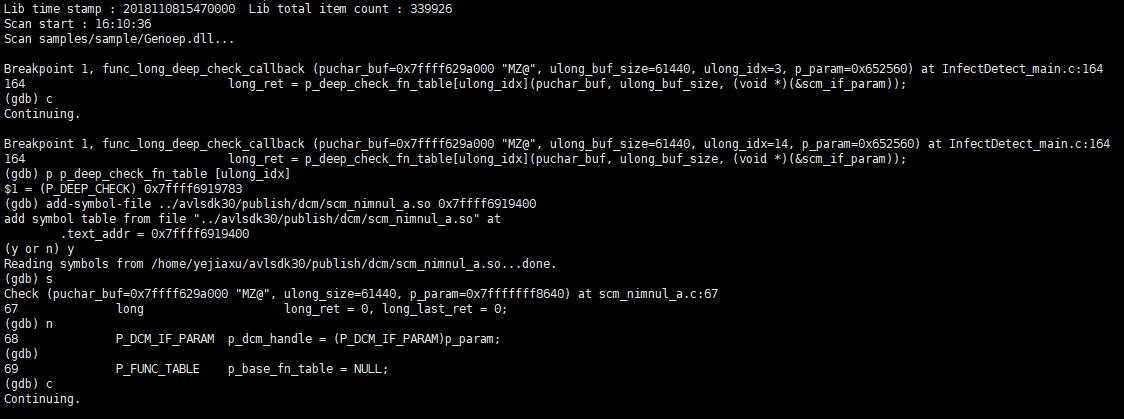 Lib time stamp : 2018110815470000  Lib total item count : 339926
Scan start : 16:10:36
Scan samples/sample/Genoep.dll...
Breakpoint 1, func_long_deep_check_callback (puchar_buf=0x7ffff629a000 "MZ@", ulong_buf_size=61440, ulong_idx=3, p_param=0x652560) at InfectDetect_main.c:164
164 long_ret = p_deep_check_fn_table[ulong_idx](puchar_buf, ulong_buf_size, (void *)(&scm_if_param));
(gdb) c
Continuing.
Breakpoint 1, func_long_deep_check_callback (puchar_buf=0x7ffff629a000 "MZ@", ulong_buf_size=61440, ulong_idx=14, p_param=0x652560) at InfectDetect_main.c:164
164 long_ret = p_deep_check_fn_table[ulong_idx](puchar_buf, ulong_buf_size, (void *)(&scm_if_param));
(gdb) p p_deep_check_fn_table [ulong_idx]
$1 = (P_DEEP_CHECK) 0x7ffff6919783
(gdb) add-symbol-file ../avlsdk30/publish/dcm/scm_nimnul_a.so 0x7ffff6919400
add symbol table from file "../avlsdk30/publish/dcm/scm_nimnul_a.so" at
.text_addr = 0x7ffff6919400
(y or n) y
Reading symbols from /home/yejiaxu/avlsdk30/publish/dcm/scm_nimnul_a.so...done.
(gdb) s
Check (puchar_buf=0x7ffff629a000 "MZ@", ulong_size=61440, p_param=0x7fffffff8640) at scm_nimnul_a.c:67
67 long long_ret = 0, long_last_ret = 0;
(gdb) n
68 P_DCM_IF_PARAM p_dcm_handle = (P_DCM_IF_PARAM)p_param;
(gdb)
69 P_FUNC_TABLE p_base_fn_table = NULL;
(gdb) c
Continuing.